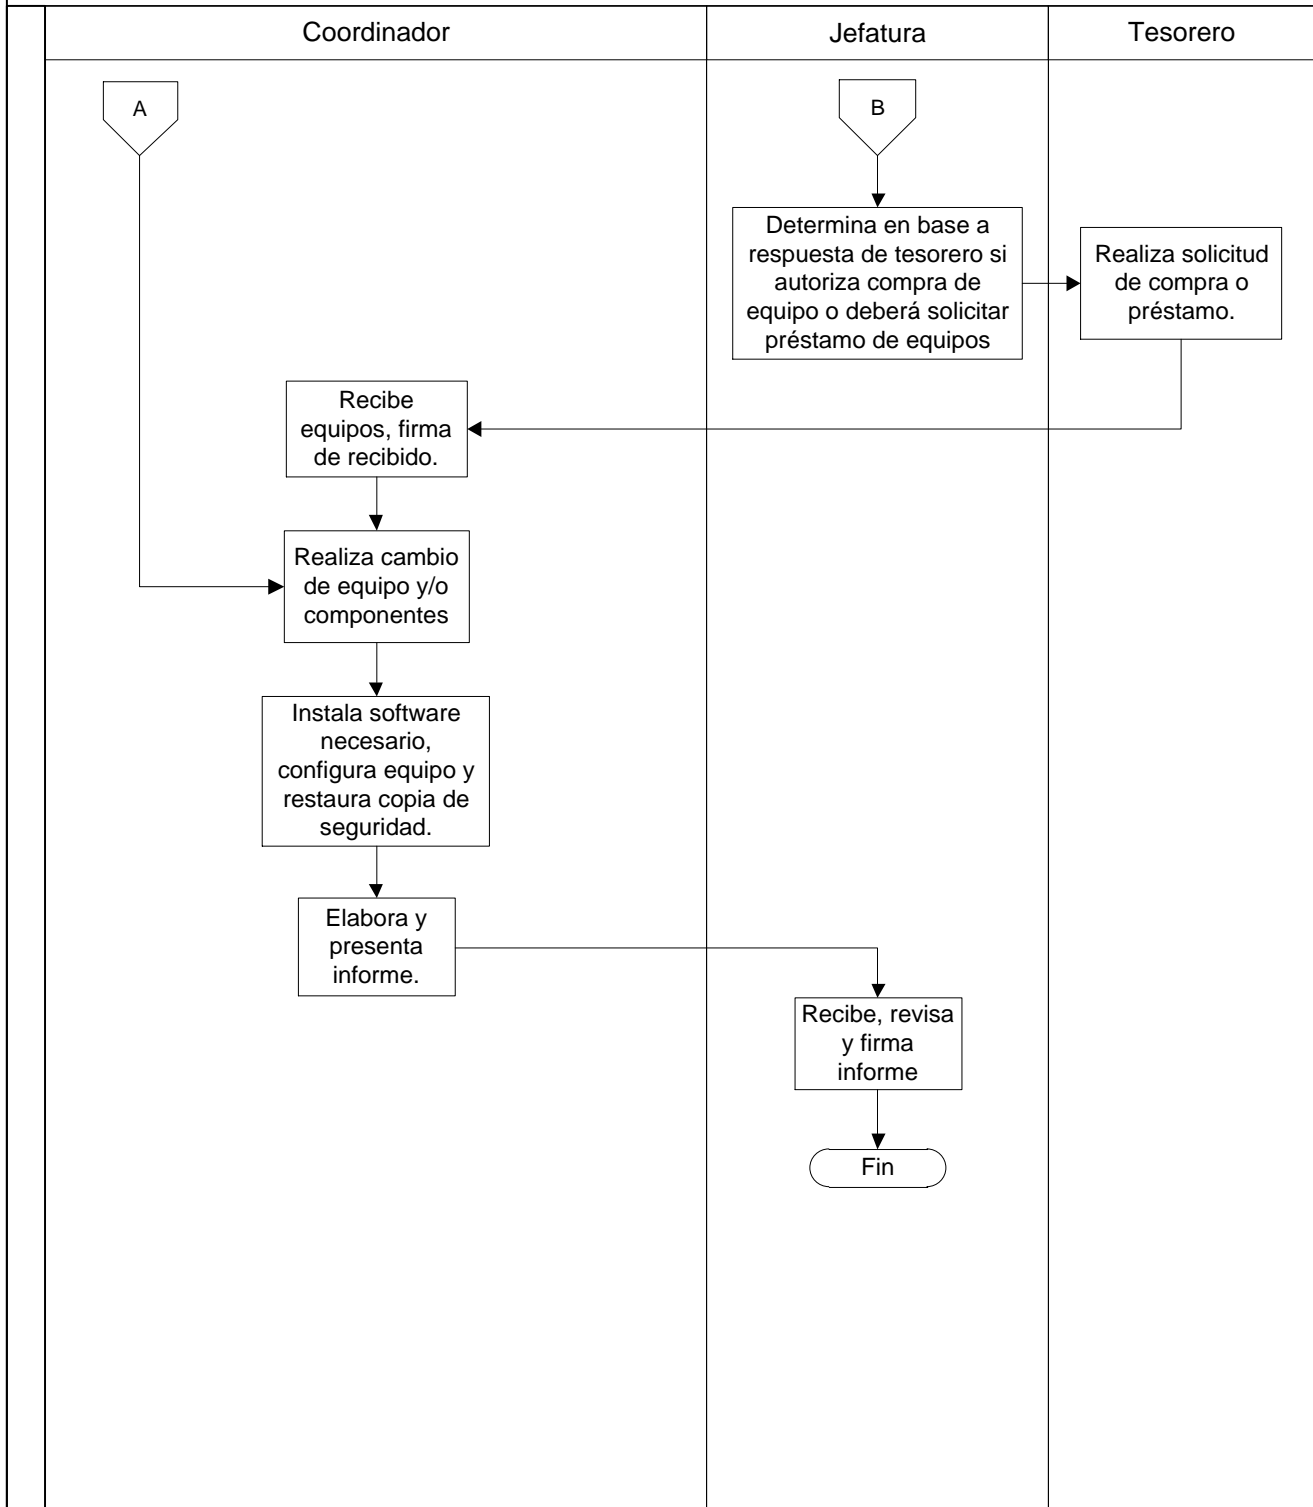 Coordinador
Jefatura
Tesorero
A
B
Determina en base a
respuesta de tesorero si
autoriza compra de
equipo o deberá solicitar
préstamo de equipos
Realiza solicitud
de compra o
préstamo.
Recibe
equipos, firma
de recibido.
Realiza cambio
de equipo y/o
componentes
Instala software
necesario,
configura equipo y
restaura copia de
seguridad.
Elabora y
presenta
informe.
Recibe, revisa
y firma
informe
Fin